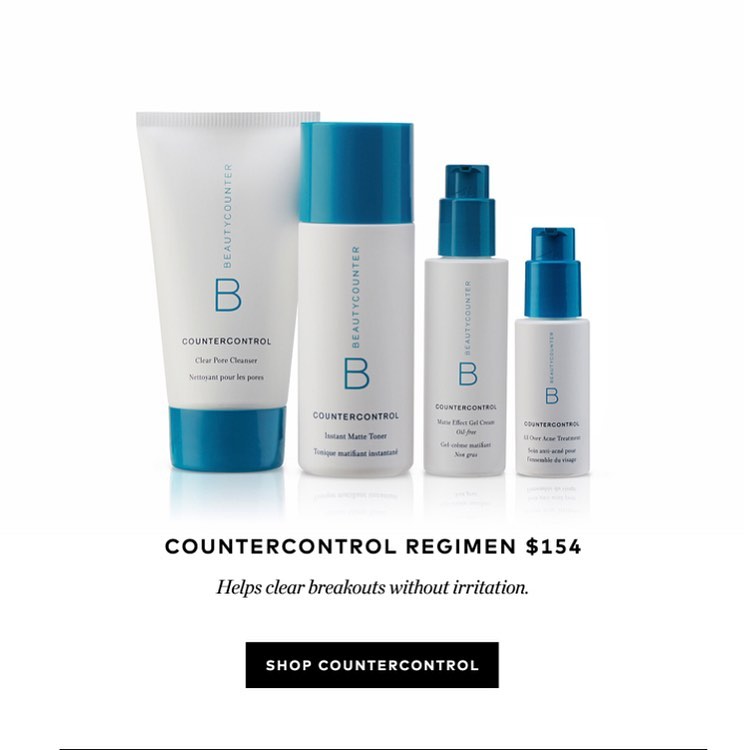 BEAUTYCOUNTER
B
COUNTERCONTROL
Clear Pore Cleanser
Nettoyant pour les pores
BEAUTYCOUNTER
B
COUNTERCONTROL
Instant Matte Toner
Tonique matifiant instantané
BEAUTYCOUNTER
B
COUNTERCONTROL
Matte Effect Gel Cream
Oil-free
Gel-crème matifiant
Non gras
BEAUTYCOUNTER
B
COUNTERCONTROL
All Over Acne Treatment
Soin anti-acné pour
l'ensemble du visage
COUNTERCONTROL REGIMEN $154
Helps clear breakouts without irritation.
SHOP COUNTERCONTROL